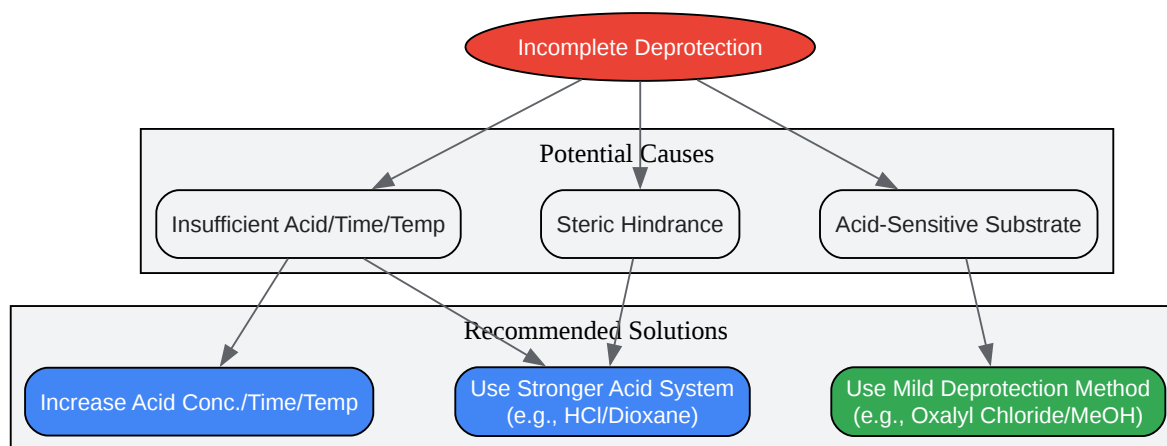 Incomplete Deprotection
Potential Causes
Insufficient Acid/Time/Temp
Steric Hindrance
Acid-Sensitive Substrate
Recommended Solutions
Increase Acid Conc./Time/Temp
Use Stronger Acid System
(e.g., HCl/Dioxane)
Use Mild Deprotection Method
(e.g., Oxalyl Chloride/MeOH)